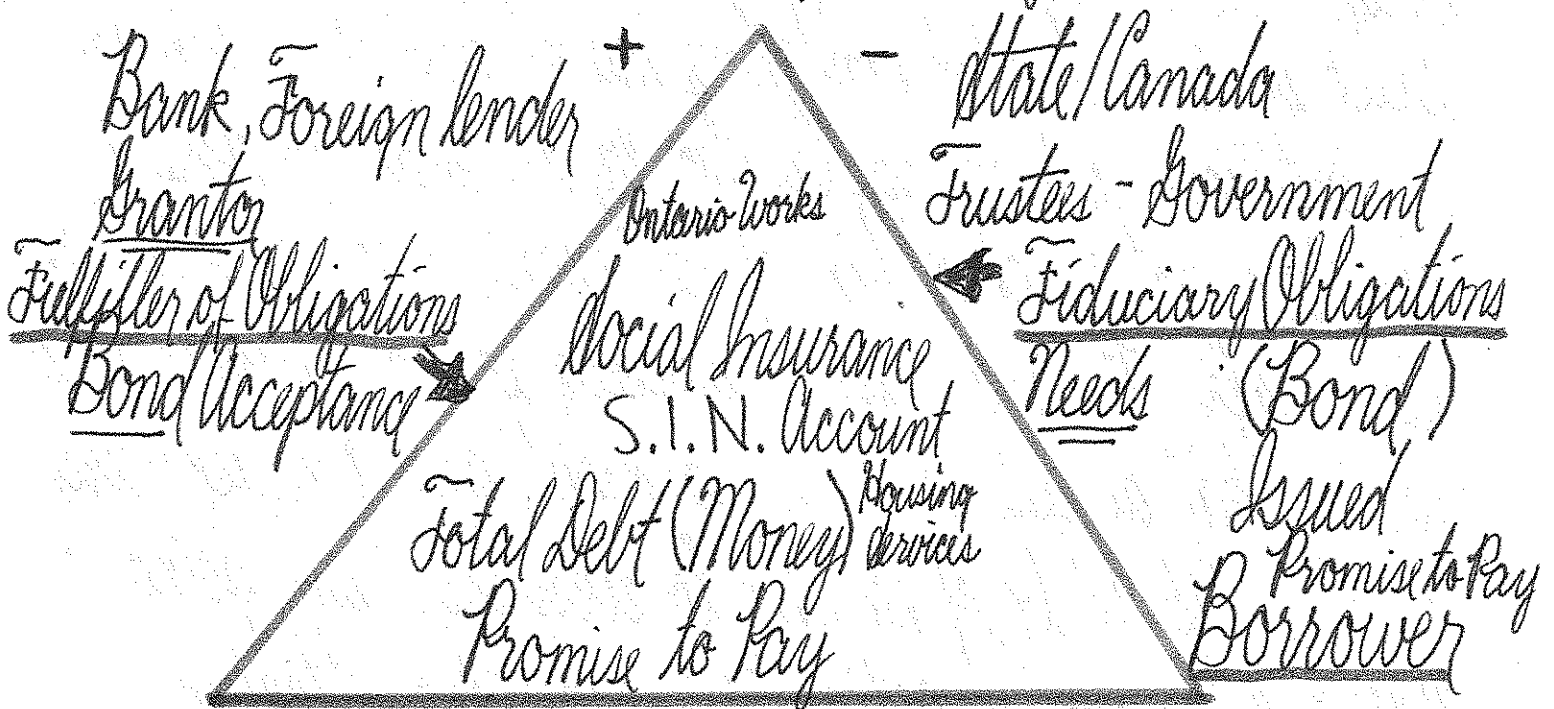 Bank, Foreign lender
Grantor
Fulfiller of Obligations
Bond Acceptance
+
-
Ontario Works
Social Insurance
S.I.N. Account
Total Debt (Money)
Housing
Services
Promise to Pay
State/Canada
Trustees - Government
Fiduciary Obligations
Needs (Bond)
Issued
Promise to Pay
Borrower